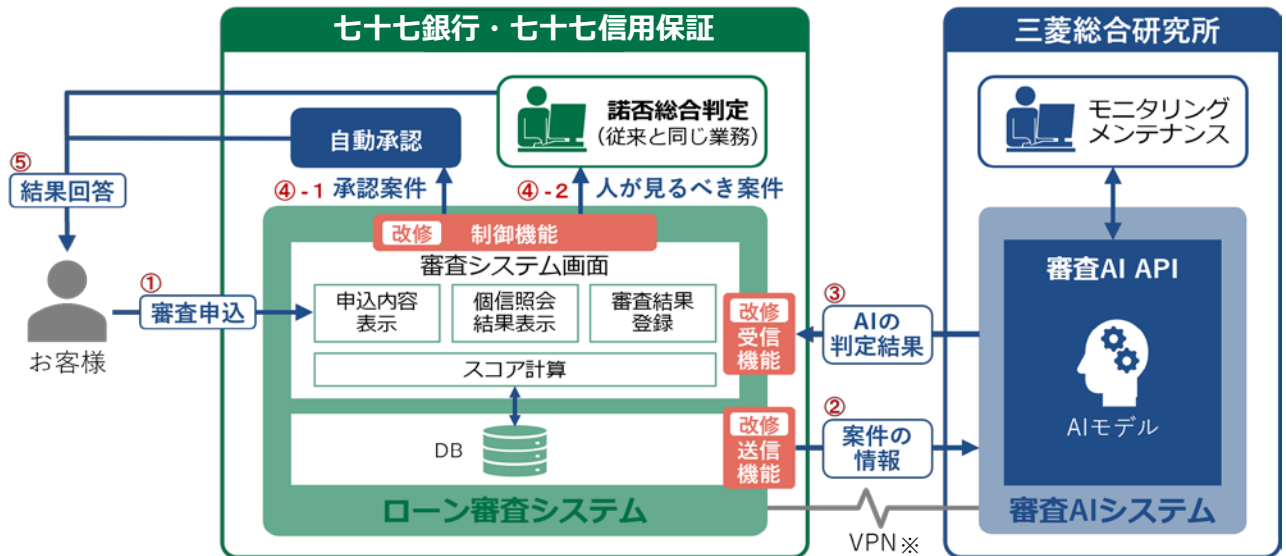 七十七銀行・七十七信用保証
三菱総合研究所
自動承認
諾否総合判定
(従来と同じ業務)
モニタリング
メンテナンス
⑤
結果回答
④-1 承認案件
④-2 人が見るべき案件
改修 制御機能
審査システム画面
①
審査申込
お客様
申込内容
表示
個信照会
結果表示
審査結果
登録
スコア計算
改修
受信
機能
③
AIの
判定結果
審査AI API
AIモデル
DB
改修
送信
機能
②
案件の
情報
ローン審査システム
VPN※
審査AIシステム